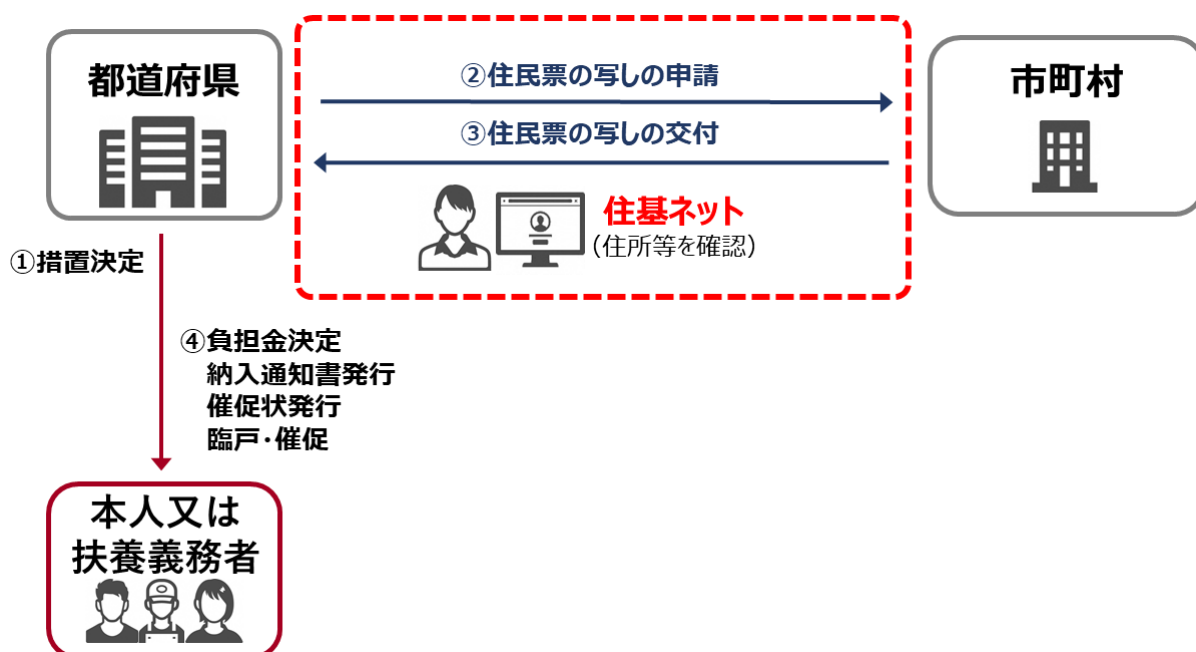 都道府県
②住民票の写しの申請
③住民票の写しの交付
住基ネット
（住所等を確認）
市町村
①措置決定
④負担金決定
納入通知書発行
催促状発行
臨戸・催促
本人又は
扶養義務者